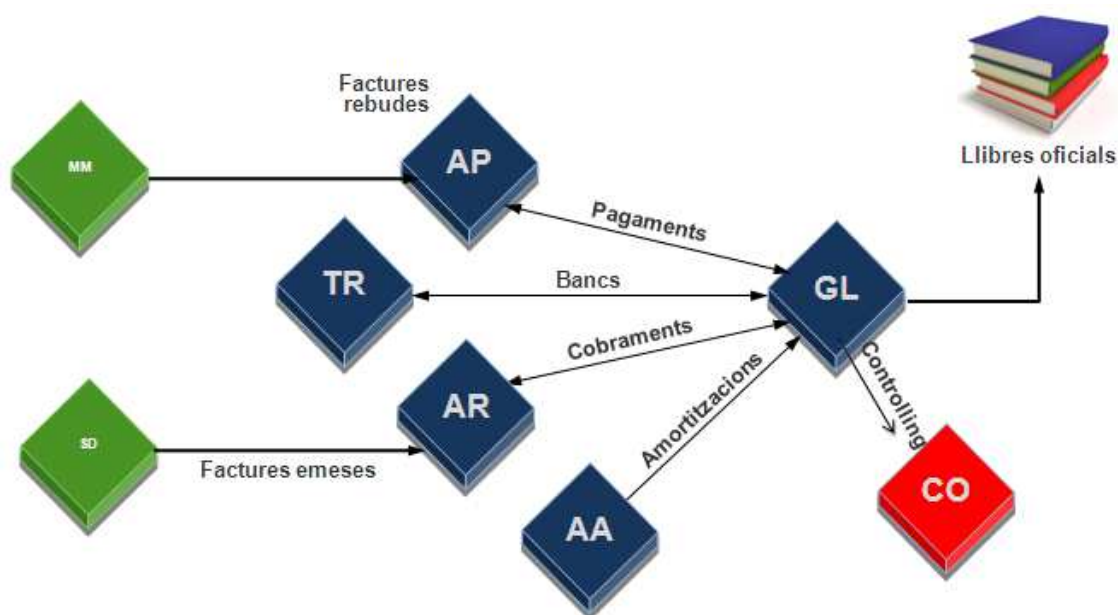 Factures
rebudes
Llibres oficials
MM
AP
Pagaments
TR
Bancs
GL
Cobraments
Controlling
AR
SD
Factures emeses
Amortitzacions
CO
AA